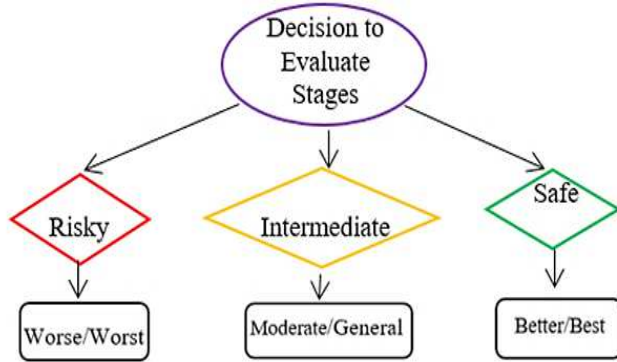 Decision to
Evaluate
Stages
Risky
Intermediate
Safe
Worse/Worst
Moderate/General
Better/Best